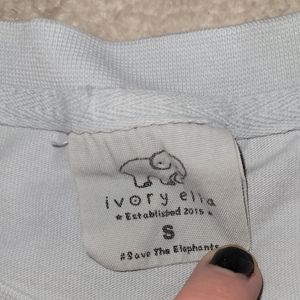 ivory ella
★ Established 2015 ★
S
#Save The Elephants